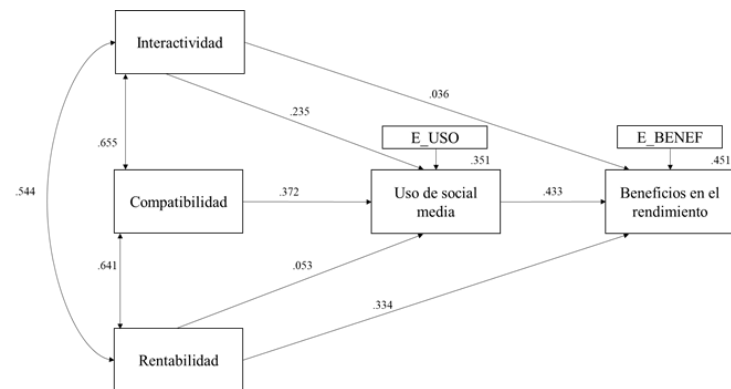 Interactividad
.036
.235
E_USO
E_BENEF
.655
.351
.451
.544
Compatibilidad
.372
Uso de social
media
.433
Beneficios en el
rendimiento
.641
.053
.334
Rentabilidad